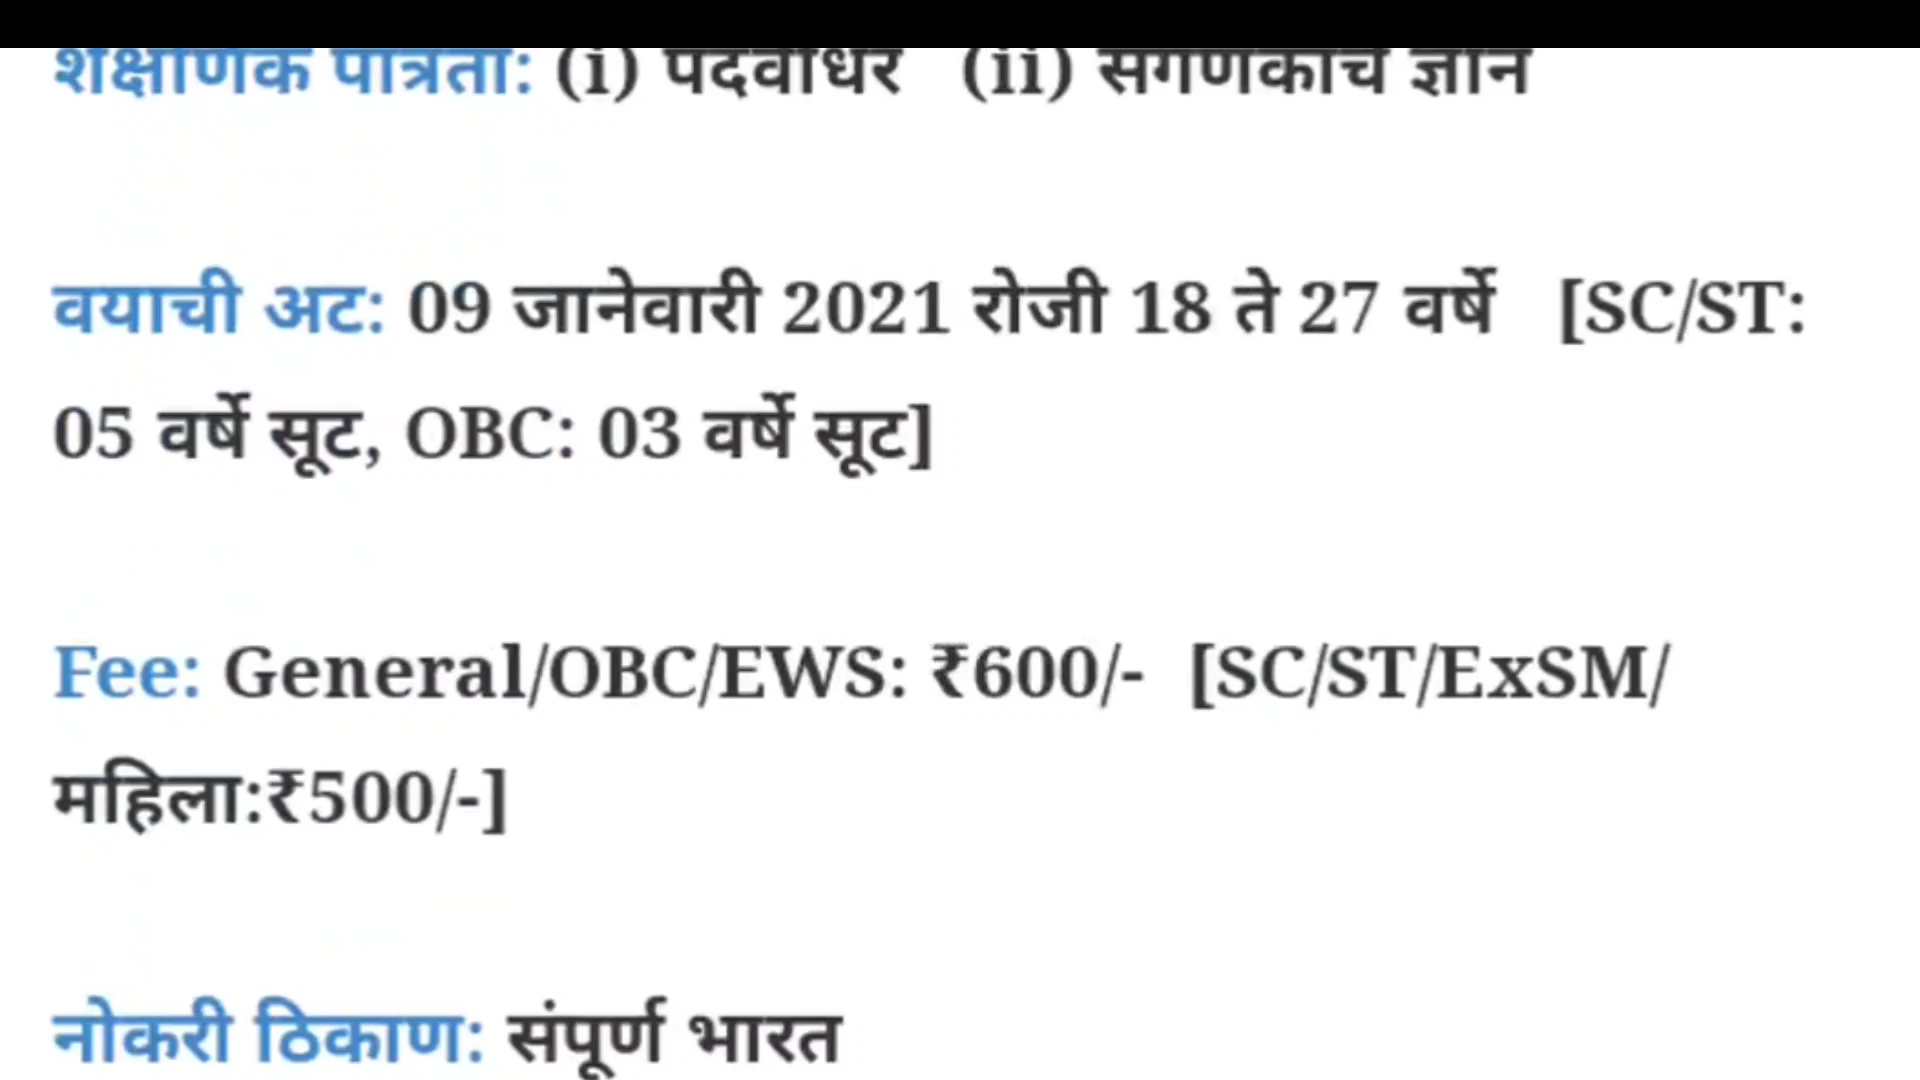 शैक्षणिक पात्रता: (i) पदवीधर (ii) संगणकाचे ज्ञान
वयाची अट: 09 जानेवारी 2021 रोजी 18 ते 27 वर्षे [SC/ST:
05 वर्षे सूट, OBC: 03 वर्षे सूट]
Fee: General/OBC/EWS: ₹600/- [SC/ST/ExSM/
महिला:₹500/-]
नोकरी ठिकाण: संपूर्ण भारत